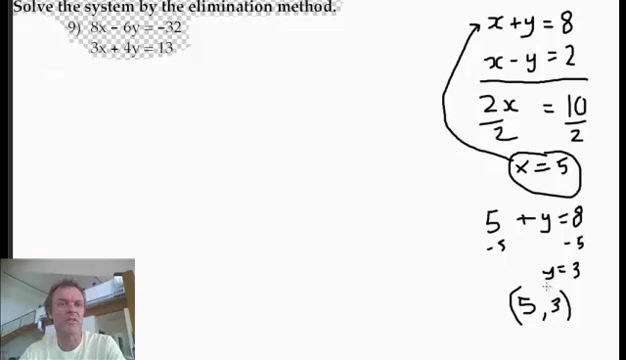 Solve the system by the elimination method.
9) 8x − 6y = −32
3x + 4y = 13
x + y = 8
x - y = 2
2x = 10
2 2
x = 5
5 + y = 8
-5 -5
y = 3
(5, 3)